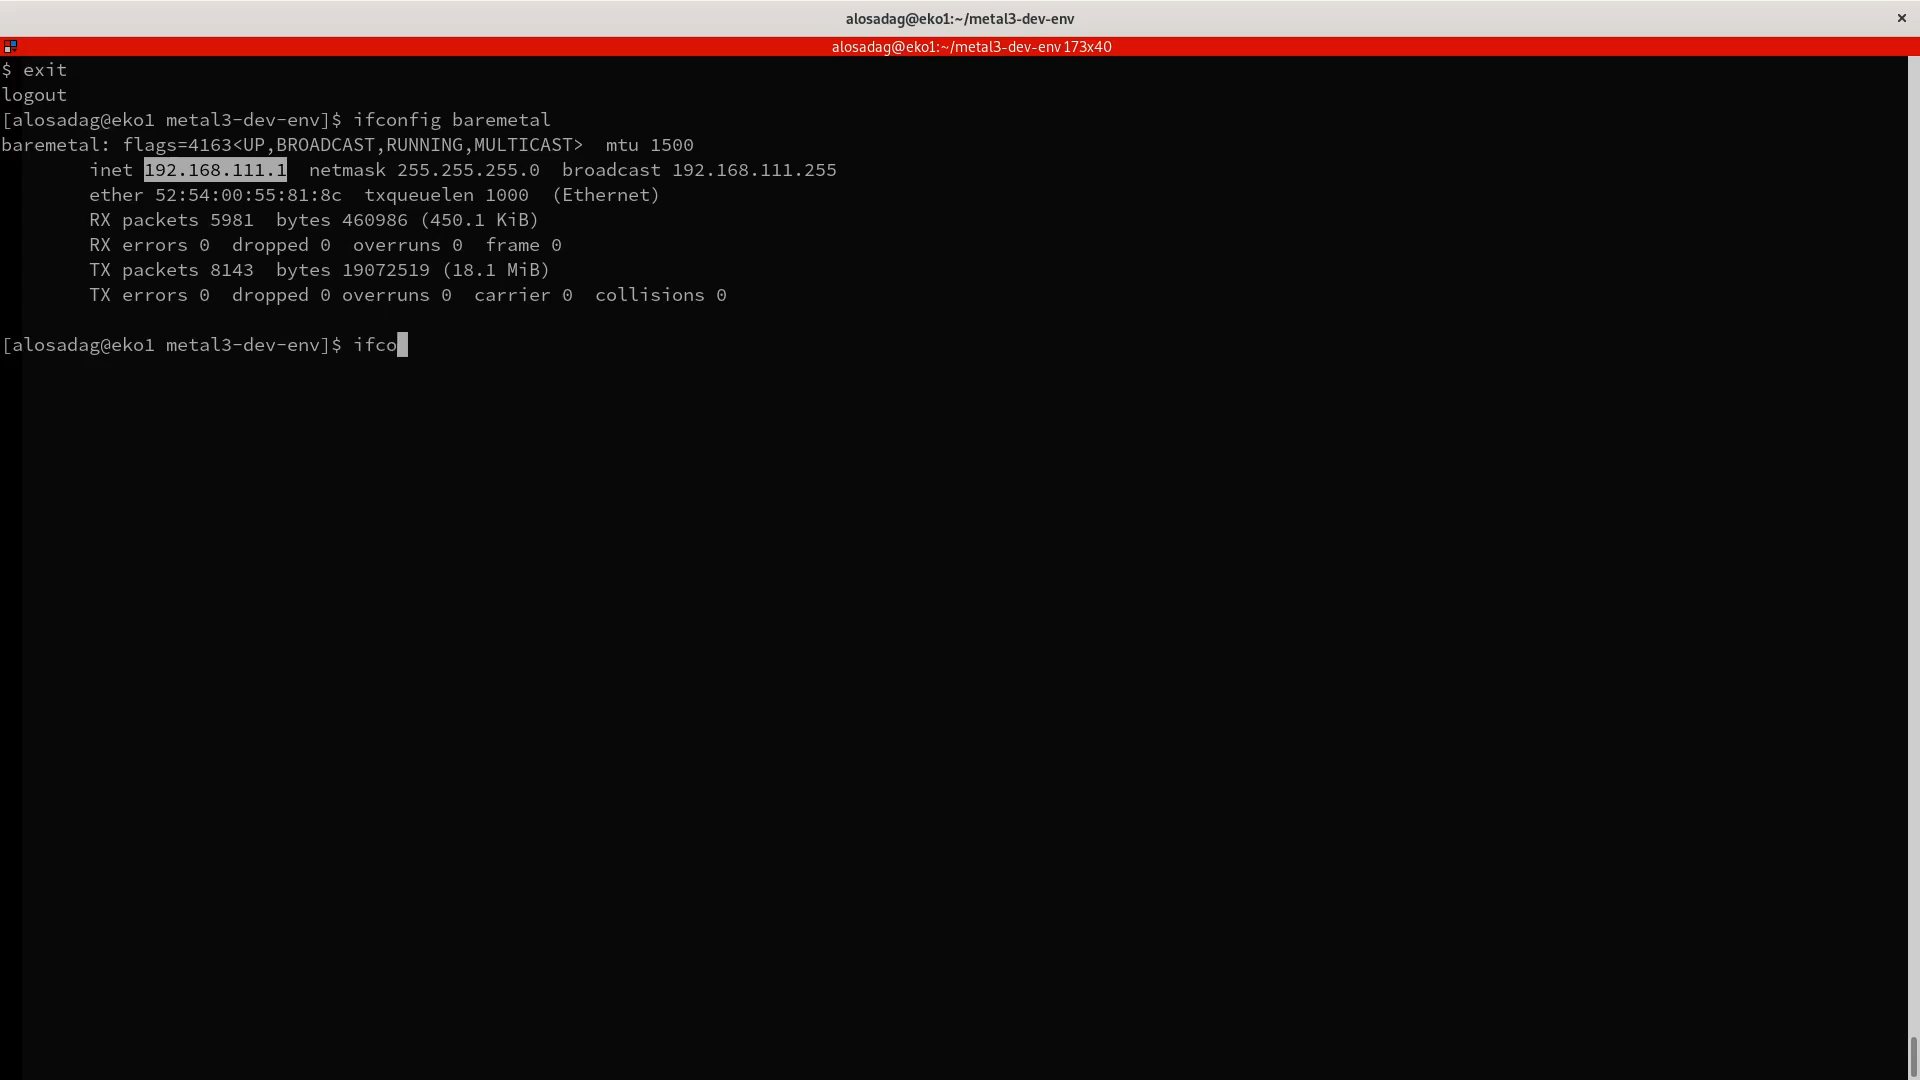 alosadag@eko1:~/metal3-dev-env
alosadag@eko1:~/metal3-dev-env 173x40
$ exit
logout
[alosadag@eko1 metal3-dev-env]$ ifconfig baremetal
baremetal: flags=4163<UP,BROADCAST,RUNNING,MULTICAST>  mtu 1500
        inet 192.168.111.1  netmask 255.255.255.0  broadcast 192.168.111.255
        ether 52:54:00:55:81:8c  txqueuelen 1000  (Ethernet)
        RX packets 5981  bytes 460986 (450.1 KiB)
        RX errors 0  dropped 0  overruns 0  frame 0
        TX packets 8143  bytes 19072519 (18.1 MiB)
        TX errors 0  dropped 0 overruns 0  carrier 0  collisions 0
[alosadag@eko1 metal3-dev-env]$ ifco